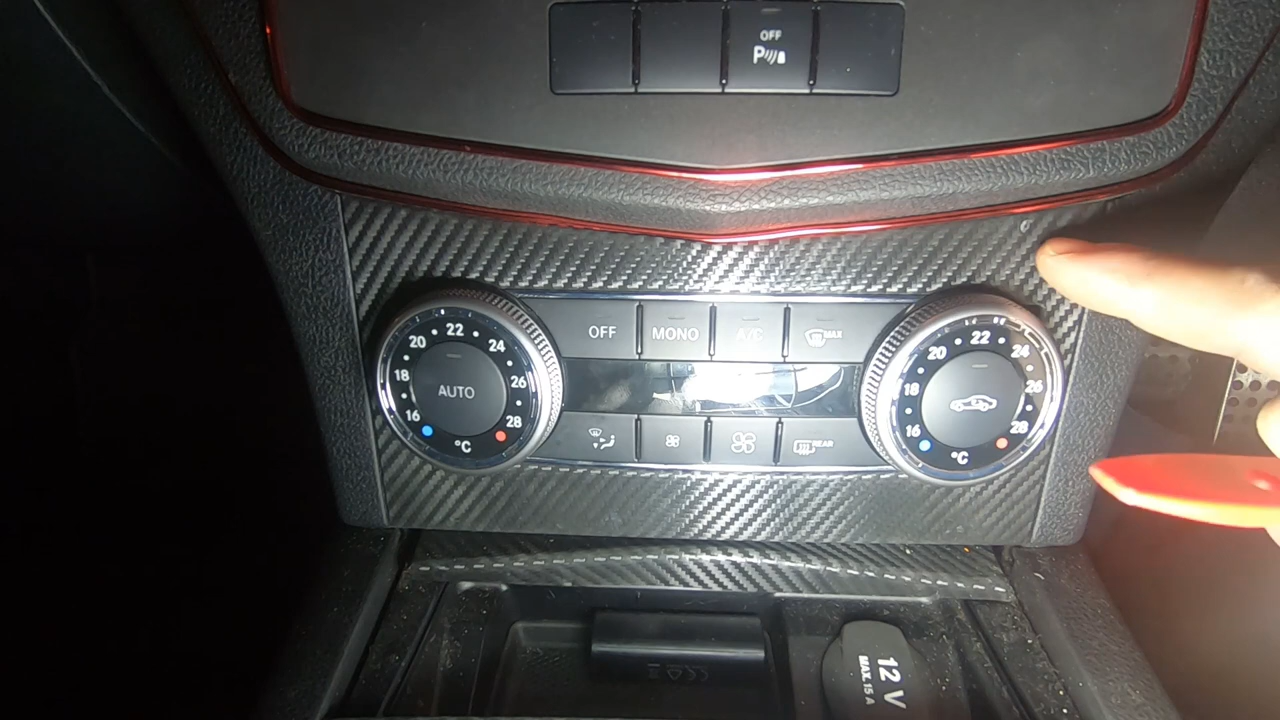 OFF
P
OFF MONO A/C MAX
16 18 20 22 24 26 28
AUTO
°C
16 18 20 22 24 26 28
°C
REAR
12 V
MAX. 15 A